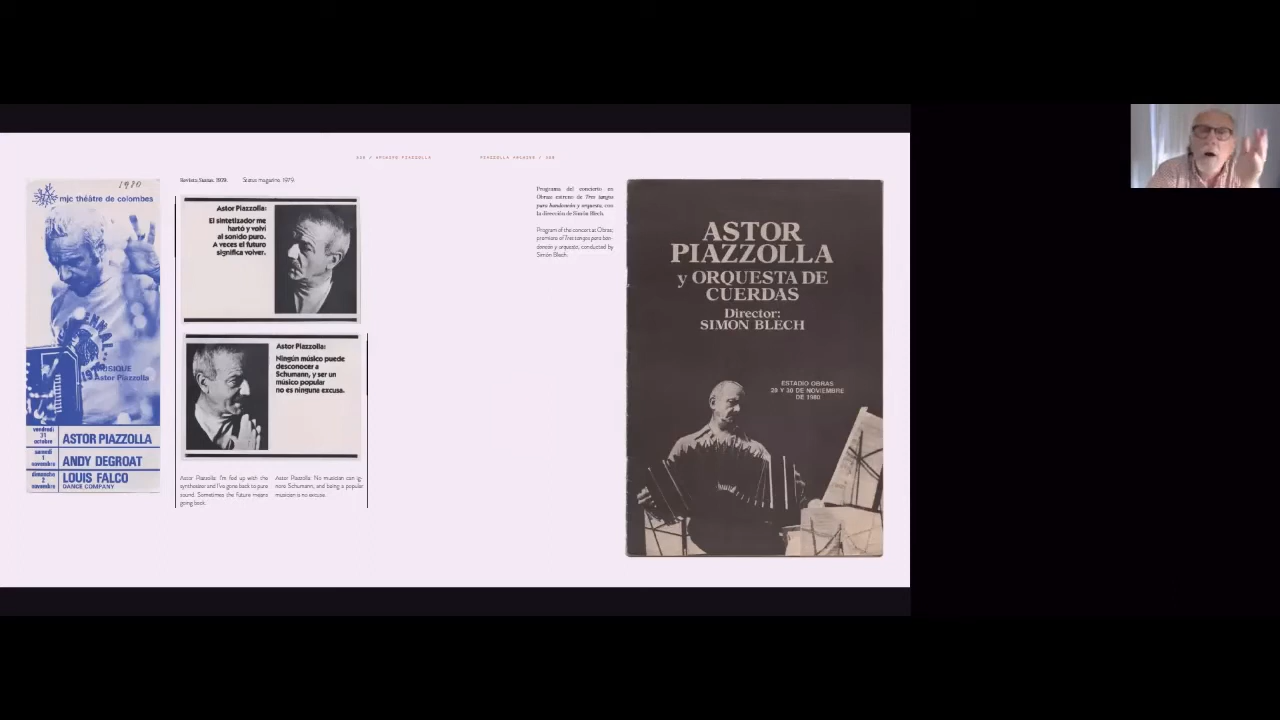 ARCHIVO PIAZZOLLA
PIAZZOLLA ARCHIVE /
1980
mjc théâtre de colombes
MUSIQUE
Astor Piazzolla
vendredi
31
octobre
ASTOR PIAZZOLLA
samedi
1
novembre
ANDY DEGROAT
dimanche
2
novembre
LOUIS FALCO
DANCE COMPANY
Revista Status, 1979.
Status magazine, 1979.
Astor Piazzolla:
El sintetizador me
hartó y volví
al sonido puro.
A veces el futuro
significa volver.
Astor Piazzolla:
Ningún músico puede
desconocer a
Schumann, y ser un
músico popular
no es ninguna excusa.
Astor Piazzolla: I'm fed up with the
synthesizer and I've gone back to pure
sound. Sometimes the future means
going back.
Astor Piazzolla: No musician can ig-
nore Schumann, and being a popular
musician is no excuse.
Programa del concierto en
Obras: estreno de Tres tangos
para bandoneón y orquesta, con
la dirección de Simón Blech.
Program of the concert at Obras;
premiere of Tres tangos para ban-
doneón y orquesta, conducted by
Simón Blech.
ASTOR
PIAZZOLLA
y ORQUESTA DE
CUERDAS
Director:
SIMON BLECH
ESTADIO OBRAS
29 Y 30 DE NOVIEMBRE
DE 1980